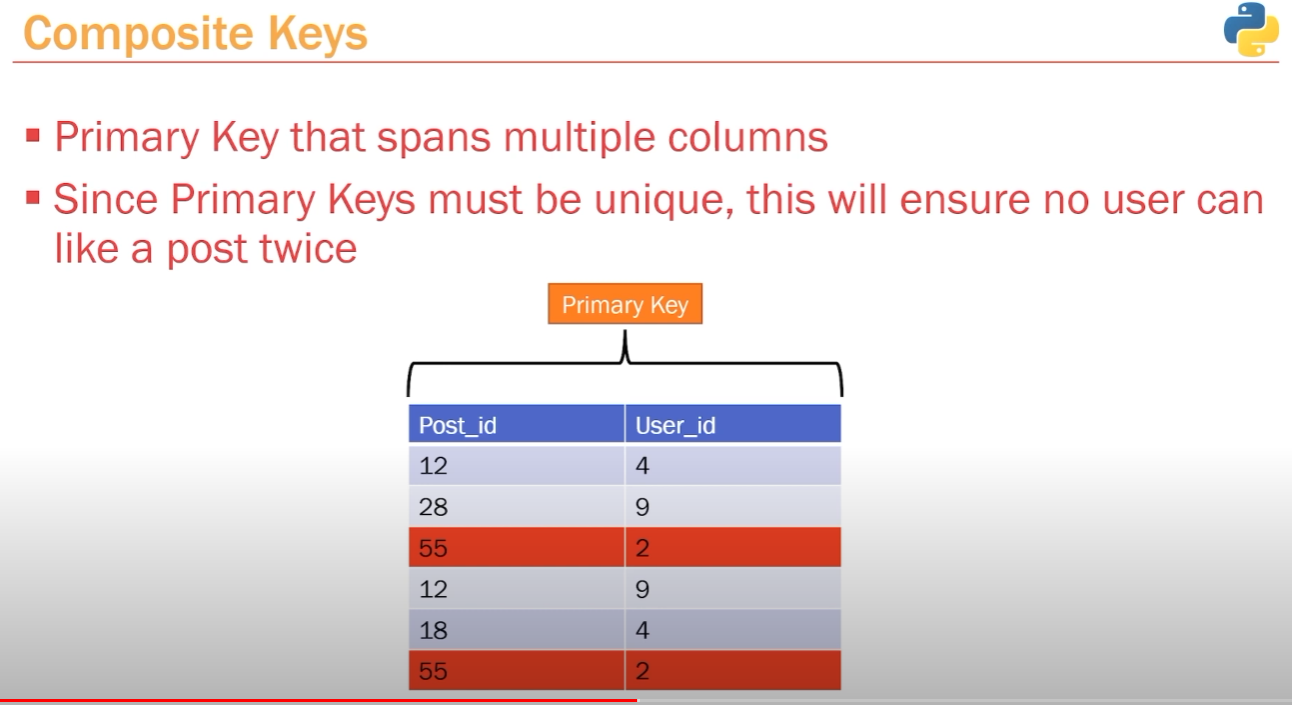 Composite Keys
▪ Primary Key that spans multiple columns
▪ Since Primary Keys must be unique, this will ensure no user can
like a post twice
Primary Key
Post_id User_id
12 4
28 9
55 2
12 9
18 4
55 2